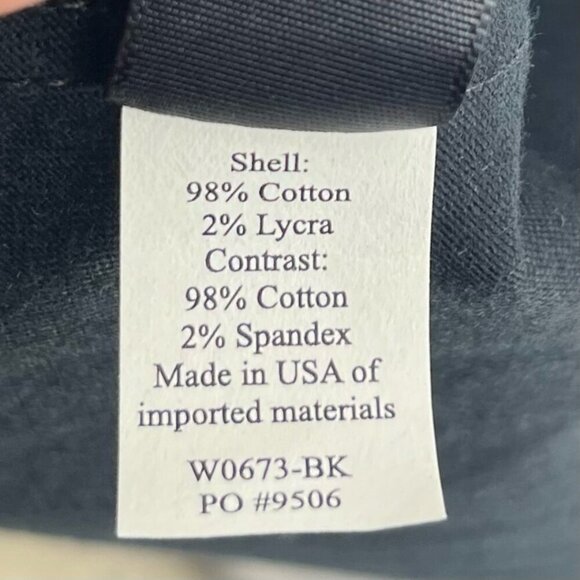 Shell:
98% Cotton
2% Lycra
Contrast:
98% Cotton
2% Spandex
Made in USA of
imported materials
W0673-BK
PO #9506